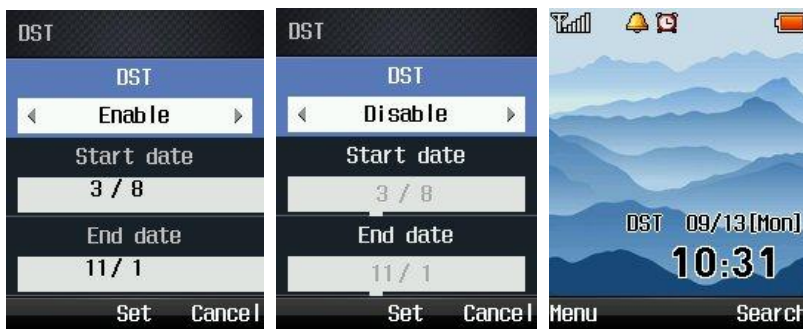 DST
DST
Enable
Start date
3 / 8
End date
11/ 1
Set Cancel
DST
DST
Disable
Start date
3 / 8
End date
11/ 1
Set Cancel
DST 09/13[Mon]
10:31
Menu Search